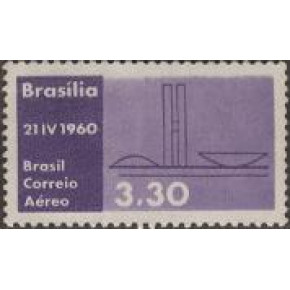 Brasília
21 IV 1960
Brasil
Correio
Aéreo
3.30